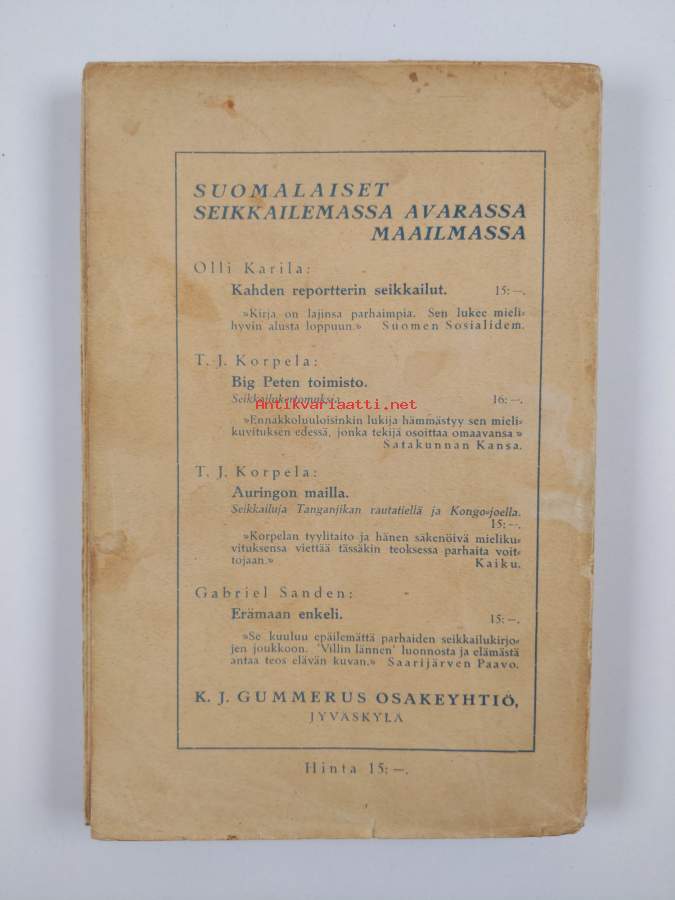 SUOMALAISET
SEIKKAILEMASSA AVARASSA
MAAILMASSA
Olli Karila:
Kahden reportterin seikkailut. 15:—.
»Kirja on lajinsa parhaimpia. Sen lukee mieli-
hyvin alusta loppuun.» Suomen Sosialidem.
T. J. Korpela:
Big Peten toimisto.
Seikkailukertomuksia. 16:—.
Antikvariaatti.net
»Ennakkoluuloisinkin lukija hämmästyy sen mieli-
kuvituksen edessä, jonka tekijä osoittaa omaavansa»
Satakunnan Kansa.
T. J. Korpela:
Auringon mailla.
Seikkailuja Tanganjikan rautatiellä ja Kongo-joella.
15:—.
»Korpelan tyylitaito ja hänen säkenöivä mieliku-
vituksensa viettää tässäkin teoksessa parhaita voit-
tojaan.» Kaiku.
Gabriel Sanden:
Erämaan enkeli. 15:—.
»Se kuuluu epäilemättä parhaiden seikkailukirjo-
jen joukkoon. 'Villin lännen' luonnosta ja elämästä
antaa teos elävän kuvan.» Saarijärven Paavo.
K. J. GUMMERUS OSAKEYHTIÖ,
JYVÄSKYLÄ
Hinta 15:—.